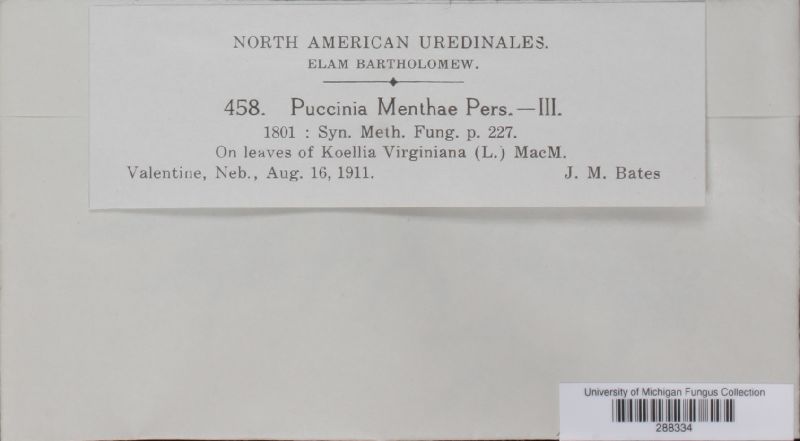 NORTH AMERICAN UREDINALES.
ELAM BARTHOLOMEW.
458. Puccinia Menthae Pers.—III.
1801 : Syn. Meth. Fung. p. 227.
On leaves of Koellia Virginiana (L.) MacM.
Valentine, Neb., Aug. 16, 1911. J. M. Bates
University of Michigan Fungus Collection
288334